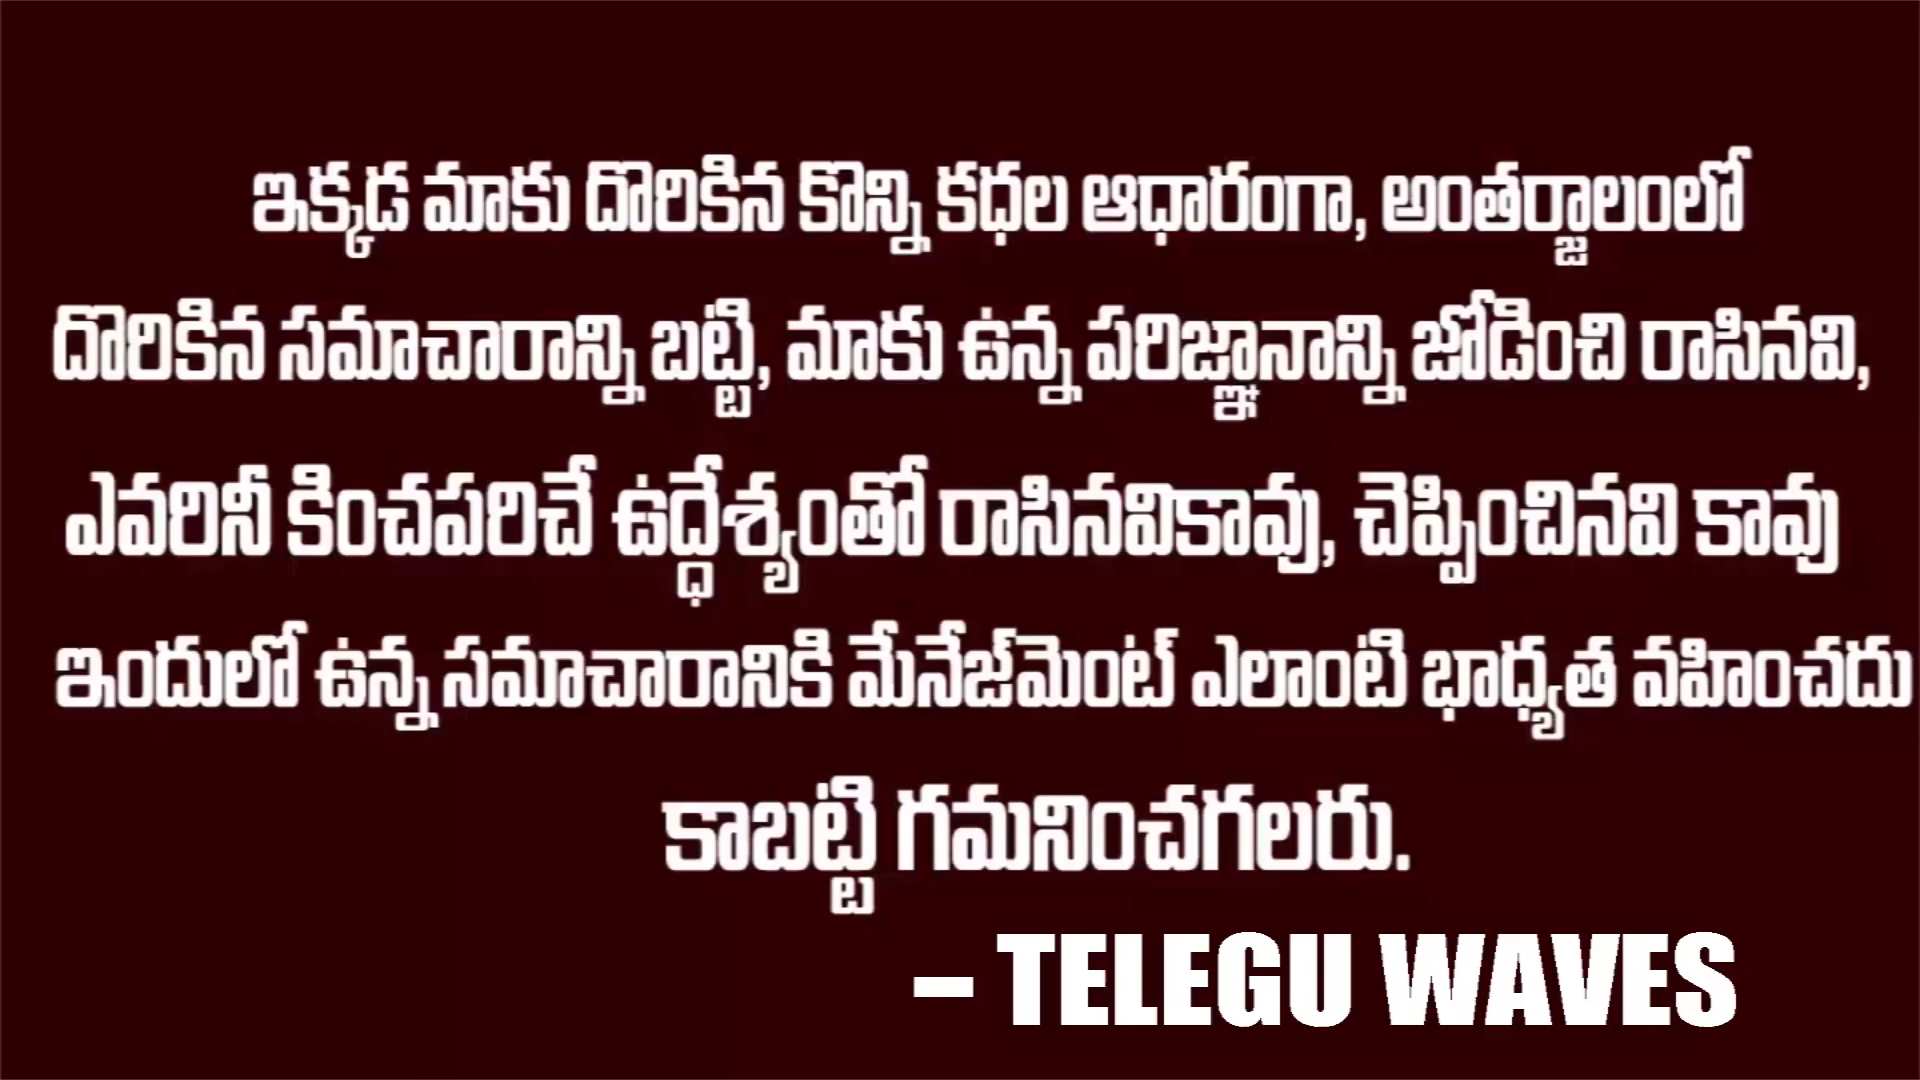 ఇక్కడ మాకు దొరికిన కొన్ని కధల ఆధారంగా, అంతర్జాలంలో
దొరికిన సమాచారాన్ని బట్టి, మాకు ఉన్న పరిజ్ఞానాన్ని జోడించి రాసినవి,
ఎవరినీ కించపరిచే ఉద్ధేశ్యంతో రాసినవికావు, చెప్పించినవి కావు
ఇందులో ఉన్న సమాచారానికి మేనేజ్‌మెంట్ ఎలాంటి భాధ్యత వహించదు
కాబట్టి గమనించగలరు.
– TELEGU WAVES